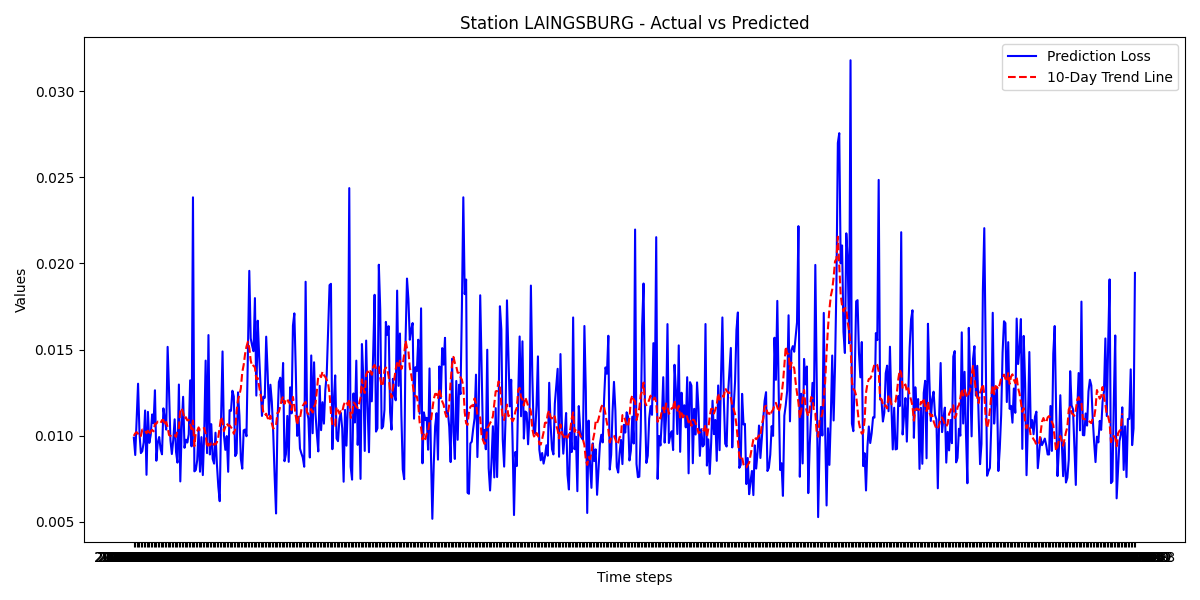 Station LAINGSBURG - Actual vs Predicted
Prediction Loss
10-Day Trend Line
Values
0.030
0.025
0.020
0.015
0.010
0.005
Time steps